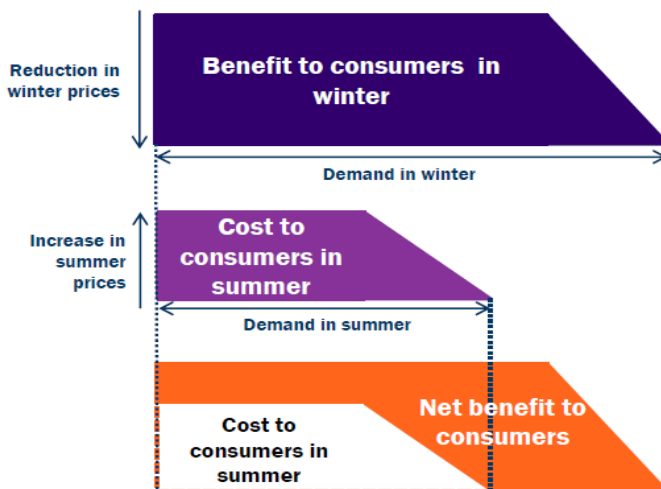 Benefit to consumers in
winter
Reduction in
winter prices
Demand in winter
Cost to
consumers in
summer
Increase in
summer
prices
Demand in summer
Net benefit to
consumers
Cost to
consumers in
summer